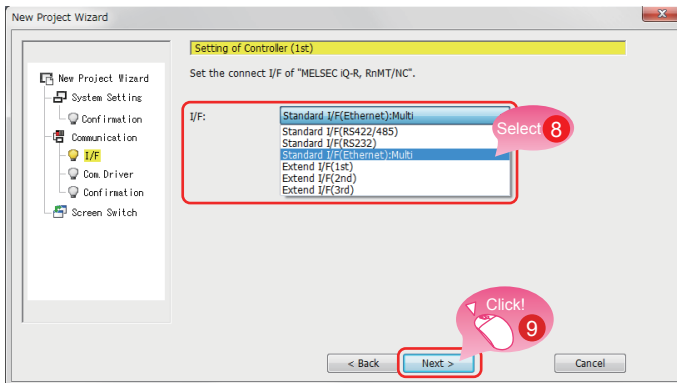 New Project Wizard
Setting of Controller (1st)
Set the connect I/F of "MELSEC iQ-R, RnMT/NC".
New Project Wizard
System Setting
Confirmation
Communication
I/F
Com. Driver
Confirmation
Screen Switch
I/F:
Standard I/F(Ethernet):Multi
Standard I/F(RS422/485)
Standard I/F(RS232)
Standard I/F(Ethernet):Multi
Extend I/F(1st)
Extend I/F(2nd)
Extend I/F(3rd)
Select 8
Click!
9
< Back
Next >
Cancel